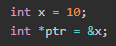 int x = 10;
int *ptr = &x;